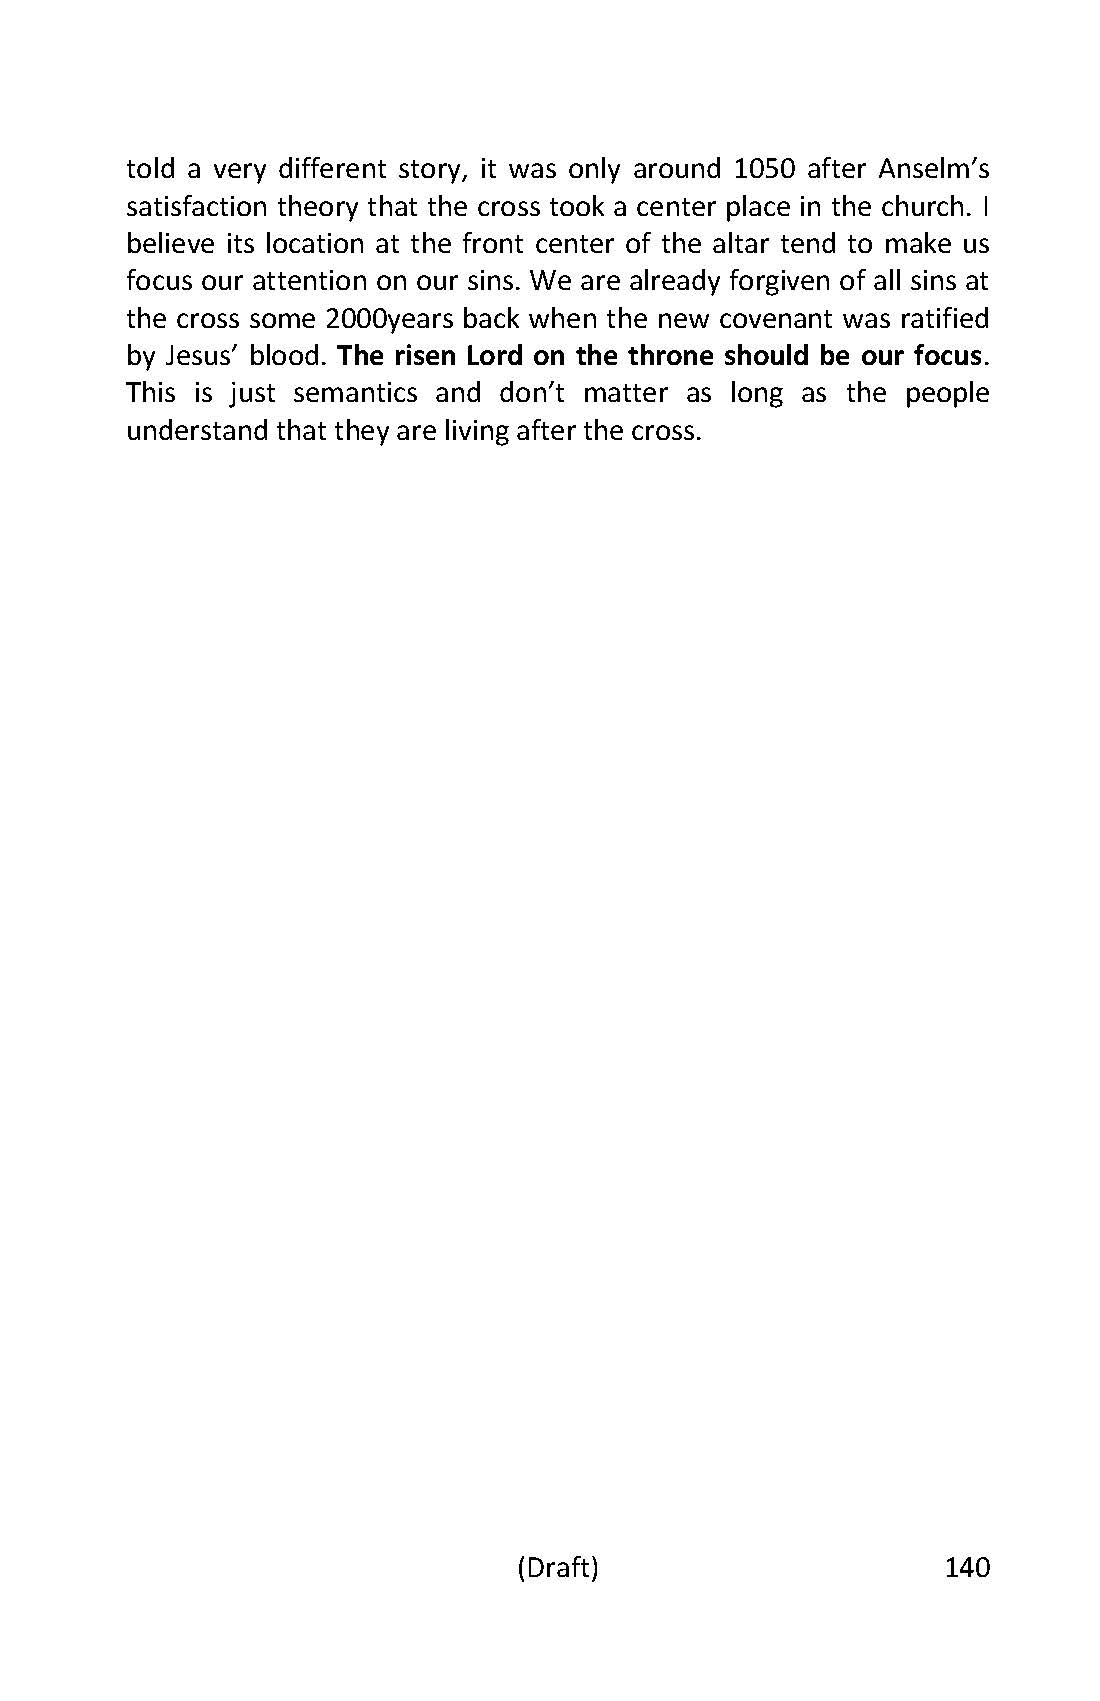 told a very different story, it was only around 1050 after Anselm’s
satisfaction theory that the cross took a center place in the church. I
believe its location at the front center of the altar tend to make us
focus our attention on our sins. We are already forgiven of all sins at
the cross some 2000years back when the new covenant was ratified
by Jesus’ blood. The risen Lord on the throne should be our focus.
This is just semantics and don’t matter as long as the people
understand that they are living after the cross.
(Draft) 140